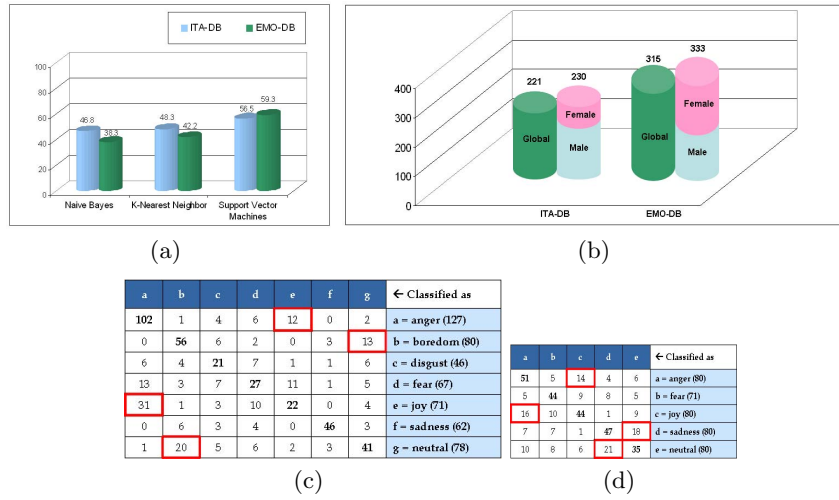 ITA-DB EMO-DB
100
80
60
40
20
0
46.8 38.3 48.3 42.2 56.5 59.3
Naive Bayes K-Nearest Neighbor Support Vector Machines
(a)
400
300
200
100
0
221 230 315 333
Global Female Male Global Female Male
ITA-DB EMO-DB
(b)
a b c d e f g ← Classified as
102 1 4 6 12 0 2 a = anger (127)
0 56 6 2 0 3 13 b = boredom (80)
6 4 21 7 1 1 6 c = disgust (46)
13 3 7 27 11 1 5 d = fear (67)
31 1 3 10 22 0 4 e = joy (71)
0 6 3 4 0 46 3 f = sadness (62)
1 20 5 6 2 3 41 g = neutral (78)
(c)
a b c d e ← Classified as
51 5 14 4 6 a = anger (80)
5 44 9 8 5 b = fear (71)
16 10 44 1 9 c = joy (80)
7 7 1 47 18 d = sadness (80)
10 8 6 21 35 e = neutral (80)
(d)